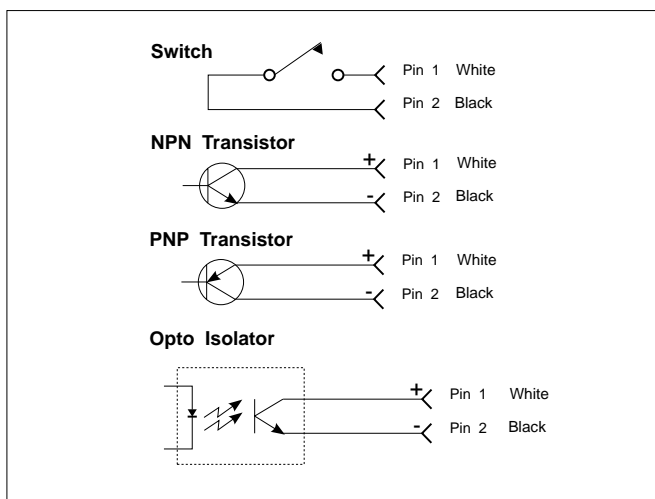 Switch
Pin 1 White
Pin 2 Black
NPN Transistor
+ Pin 1 White
- Pin 2 Black
PNP Transistor
+ Pin 1 White
- Pin 2 Black
Opto Isolator
+ Pin 1 White
- Pin 2 Black